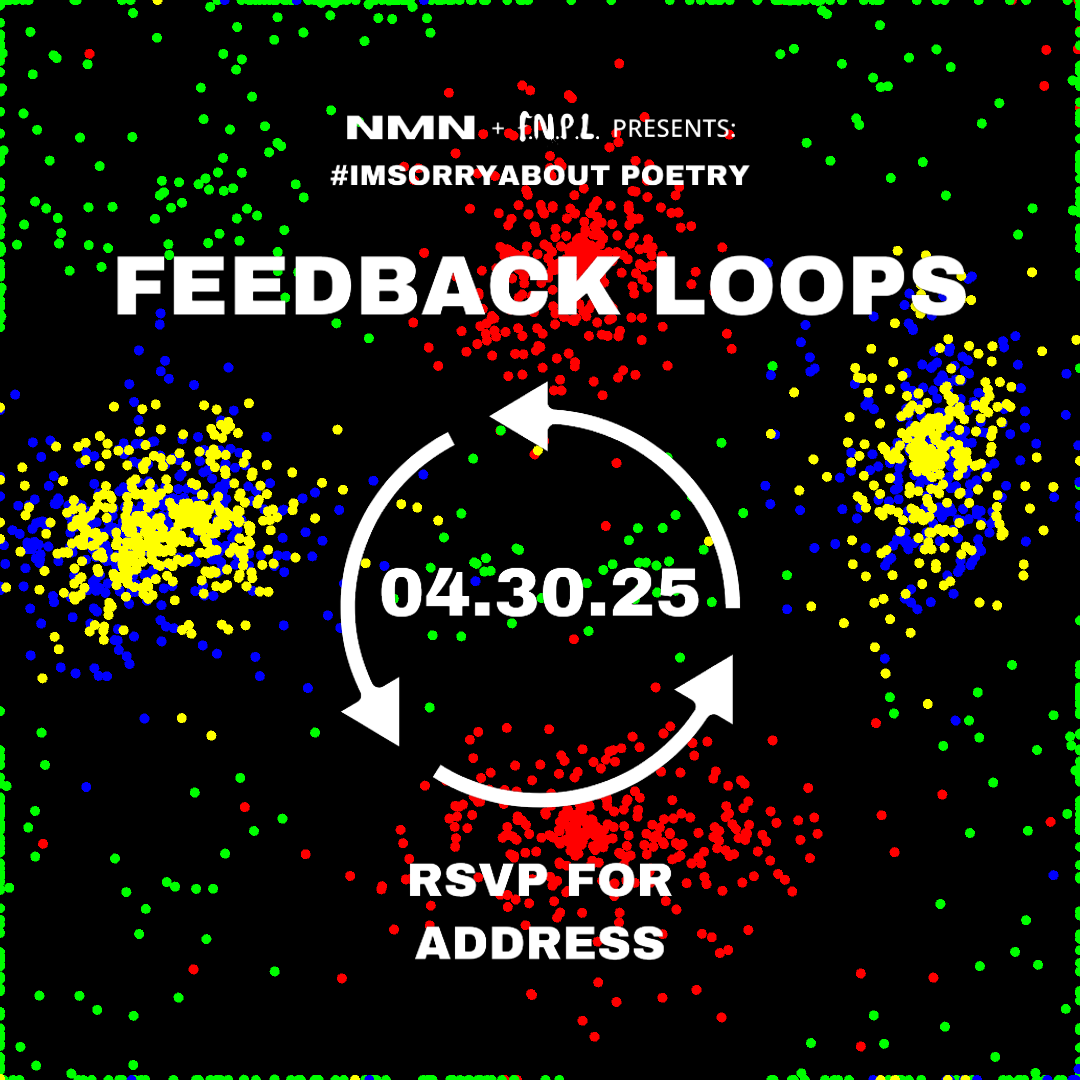 NMN + f.N.P.L. PRESENTS:
#IMSORRYABOUT POETRY
FEEDBACK LOOPS
04.30.25
RSVP FOR
ADDRESS